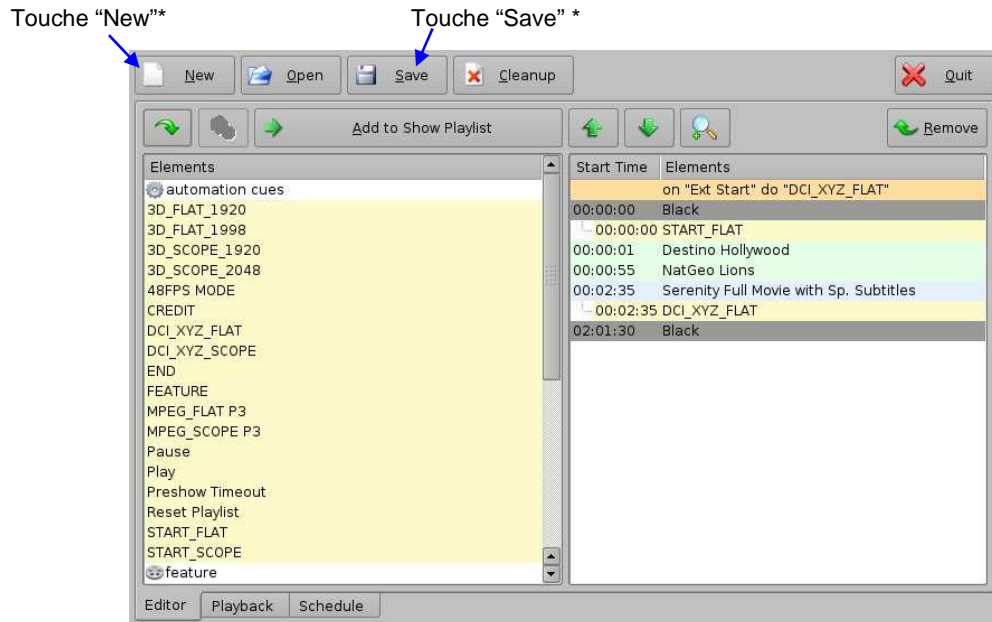 Touche “New”* Touche “Save” *
New Open Save Cleanup Quit
Add to Show Playlist Remove
Elements
automation cues
3D_FLAT_1920
3D_FLAT_1998
3D_SCOPE_1920
3D_SCOPE_2048
48FPS MODE
CREDIT
DCI_XYZ_FLAT
DCI_XYZ_SCOPE
END
FEATURE
MPEG_FLAT P3
MPEG_SCOPE P3
Pause
Play
Preshow Timeout
Reset Playlist
START_FLAT
START_SCOPE
feature
Start Time Elements
on "Ext Start" do "DCI_XYZ_FLAT"
00:00:00 Black
00:00:00 START_FLAT
00:00:01 Destino Hollywood
00:00:55 NatGeo Lions
00:02:35 Serenity Full Movie with Sp. Subtitles
00:02:35 DCI_XYZ_FLAT
02:01:30 Black
Editor Playback Schedule